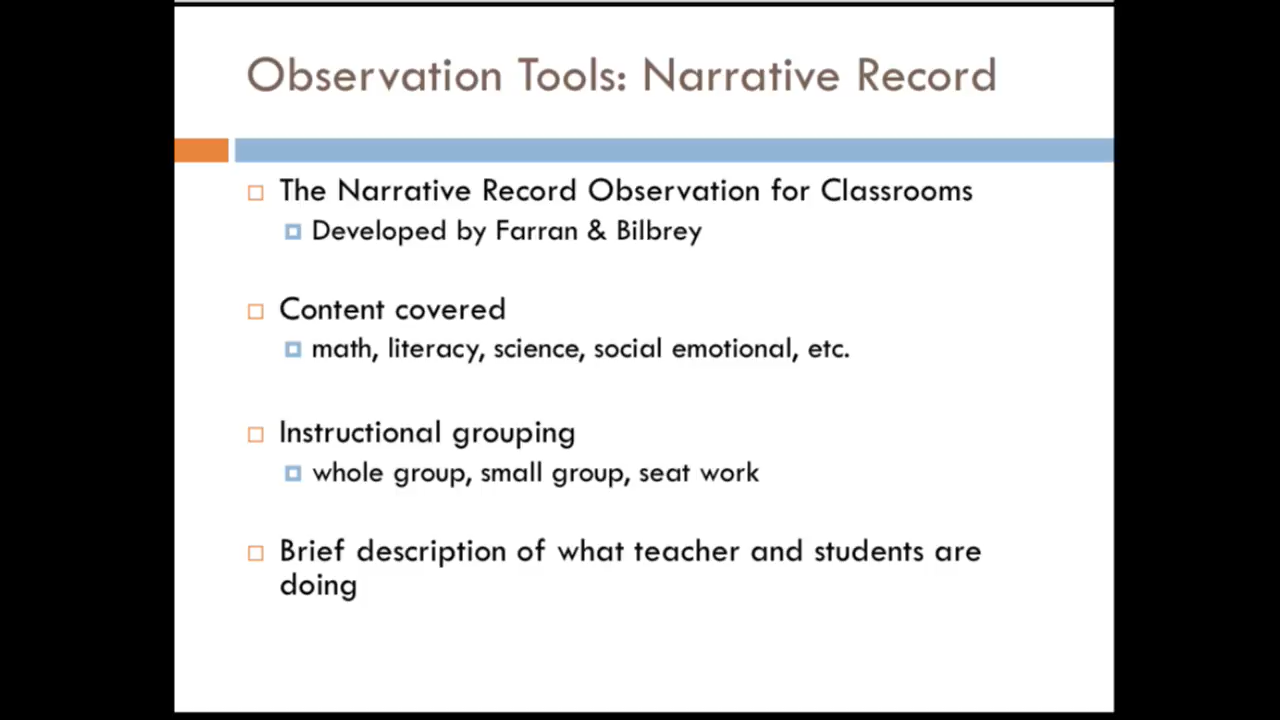 Observation Tools: Narrative Record
The Narrative Record Observation for Classrooms
Developed by Farran & Bilbrey
Content covered
math, literacy, science, social emotional, etc.
Instructional grouping
whole group, small group, seat work
Brief description of what teacher and students are
doing